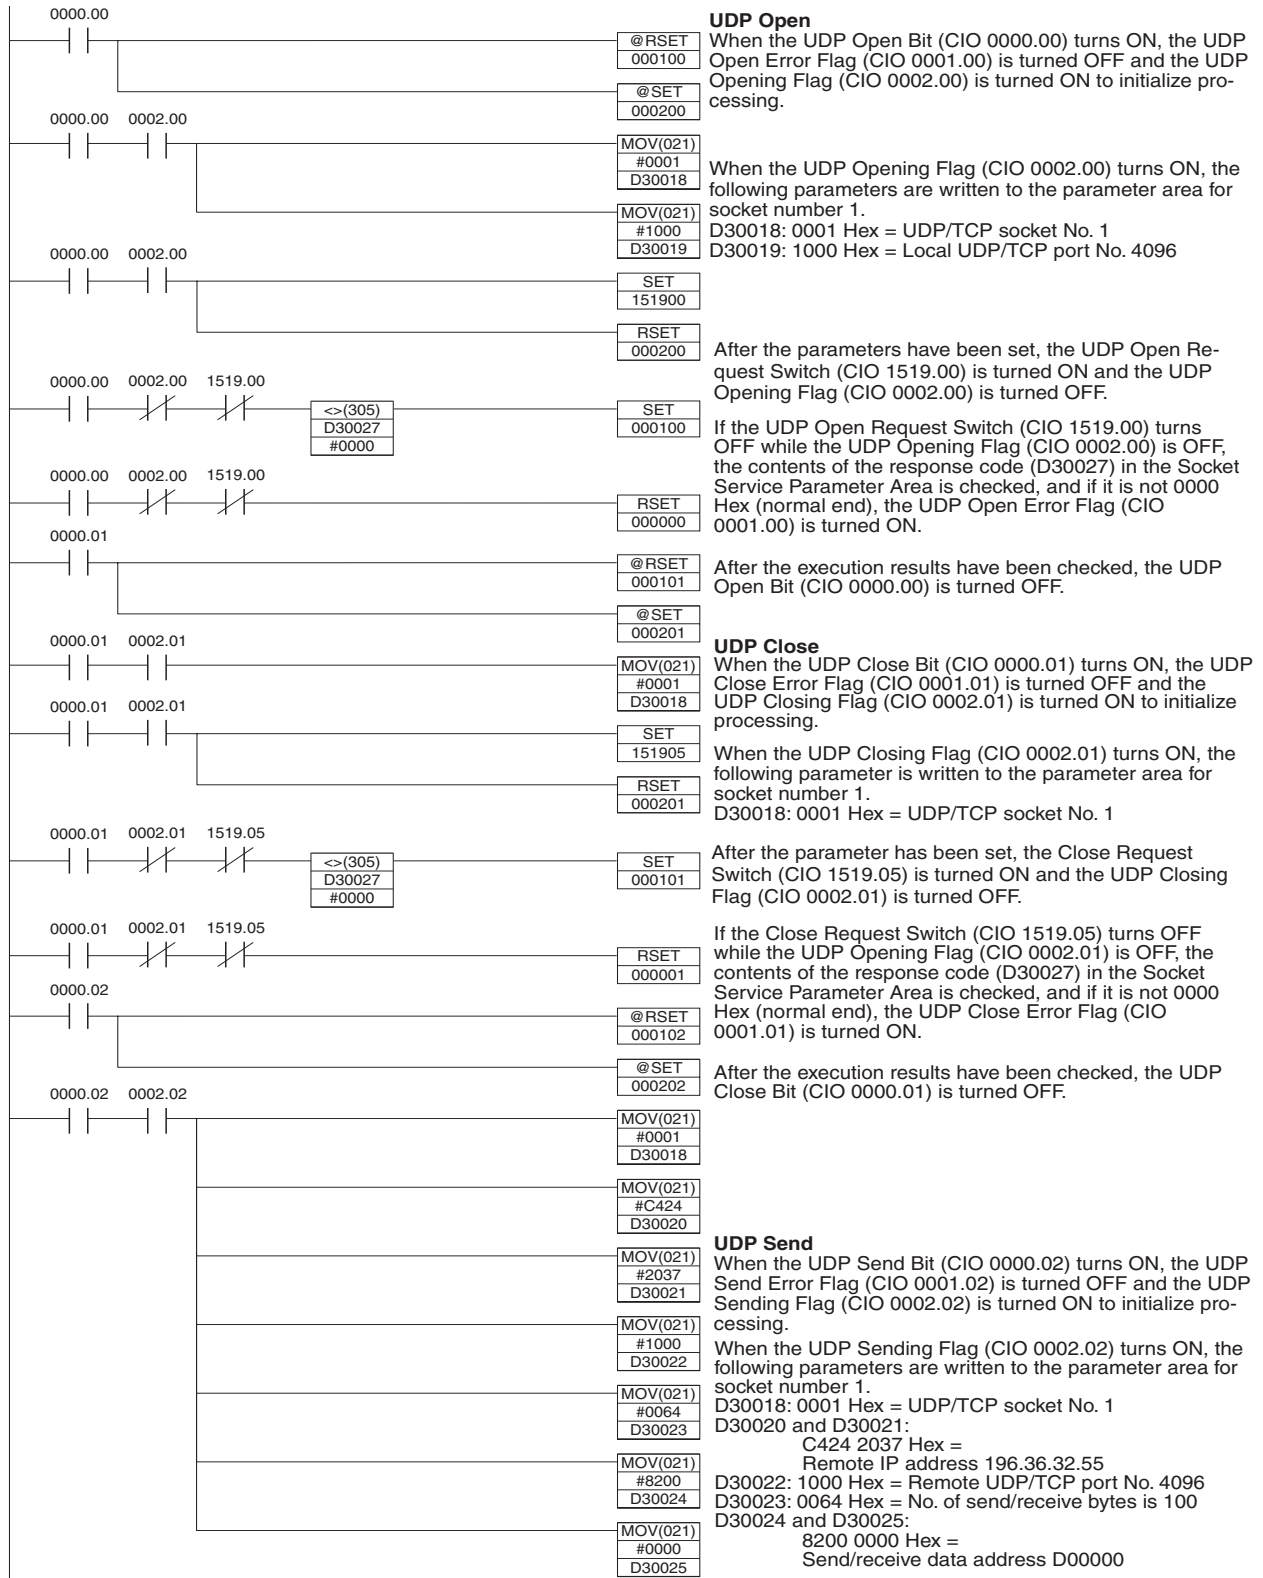 0000.00
@RSET
000100
@SET
000200
UDP Open
When the UDP Open Bit (CIO 0000.00) turns ON, the UDP
Open Error Flag (CIO 0001.00) is turned OFF and the UDP
Opening Flag (CIO 0002.00) is turned ON to initialize pro-
cessing.
0000.00 0002.00
MOV(021)
#0001
D30018
MOV(021)
#1000
D30019
When the UDP Opening Flag (CIO 0002.00) turns ON, the
following parameters are written to the parameter area for
socket number 1.
D30018: 0001 Hex = UDP/TCP socket No. 1
D30019: 1000 Hex = Local UDP/TCP port No. 4096
0000.00 0002.00
SET
151900
RSET
000200
After the parameters have been set, the UDP Open Re-
quest Switch (CIO 1519.00) is turned ON and the UDP
Opening Flag (CIO 0002.00) is turned OFF.
0000.00 0002.00 1519.00
<>(305)
D30027
#0000
SET
000100
If the UDP Open Request Switch (CIO 1519.00) turns
OFF while the UDP Opening Flag (CIO 0002.00) is OFF,
the contents of the response code (D30027) in the Socket
Service Parameter Area is checked, and if it is not 0000
Hex (normal end), the UDP Open Error Flag (CIO
0001.00) is turned ON.
0000.00 0002.00 1519.00
RSET
000000
0000.01
@RSET
000101
@SET
000201
After the execution results have been checked, the UDP
Open Bit (CIO 0000.00) is turned OFF.
0000.01 0002.01
MOV(021)
#0001
D30018
UDP Close
When the UDP Close Bit (CIO 0000.01) turns ON, the UDP
Close Error Flag (CIO 0001.01) is turned OFF and the
UDP Closing Flag (CIO 0002.01) is turned ON to initialize
processing.
0000.01 0002.01
SET
151905
RSET
000201
When the UDP Closing Flag (CIO 0002.01) turns ON, the
following parameter is written to the parameter area for
socket number 1.
D30018: 0001 Hex = UDP/TCP socket No. 1
0000.01 0002.01 1519.05
<>(305)
D30027
#0000
SET
000101
After the parameter has been set, the Close Request
Switch (CIO 1519.05) is turned ON and the UDP Closing
Flag (CIO 0002.01) is turned OFF.
0000.01 0002.01 1519.05
RSET
000001
If the Close Request Switch (CIO 1519.05) turns OFF
while the UDP Opening Flag (CIO 0002.01) is OFF, the
contents of the response code (D30027) in the Socket
Service Parameter Area is checked, and if it is not 0000
Hex (normal end), the UDP Close Error Flag (CIO
0001.01) is turned ON.
0000.02
@RSET
000102
@SET
000202
After the execution results have been checked, the UDP
Close Bit (CIO 0000.01) is turned OFF.
0000.02 0002.02
MOV(021)
#0001
D30018
MOV(021)
#C424
D30020
MOV(021)
#2037
D30021
MOV(021)
#1000
D30022
MOV(021)
#0064
D30023
MOV(021)
#8200
D30024
MOV(021)
#0000
D30025
UDP Send
When the UDP Send Bit (CIO 0000.02) turns ON, the UDP
Send Error Flag (CIO 0001.02) is turned OFF and the UDP
Sending Flag (CIO 0002.02) is turned ON to initialize pro-
cessing.
When the UDP Sending Flag (CIO 0002.02) turns ON, the
following parameters are written to the parameter area for
socket number 1.
D30018: 0001 Hex = UDP/TCP socket No. 1
D30020 and D30021:
C424 2037 Hex =
Remote IP address 196.36.32.55
D30022: 1000 Hex = Remote UDP/TCP port No. 4096
D30023: 0064 Hex = No. of send/receive bytes is 100
D30024 and D30025:
8200 0000 Hex =
Send/receive data address D00000